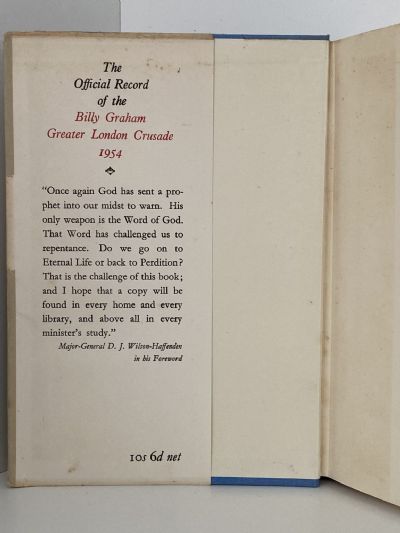 The
Official Record
of the
Billy Graham
Greater London Crusade
1954
“Once again God has sent a pro-
phet into our midst to warn. His
only weapon is the Word of God.
That Word has challenged us to
repentance. Do we go on to
Eternal Life or back to Perdition?
That is the challenge of this book;
and I hope that a copy will be
found in every home and every
library, and above all in every
minister’s study.”
Major-General D. J. Wilson-Haffenden
in his Foreword
10s 6d net